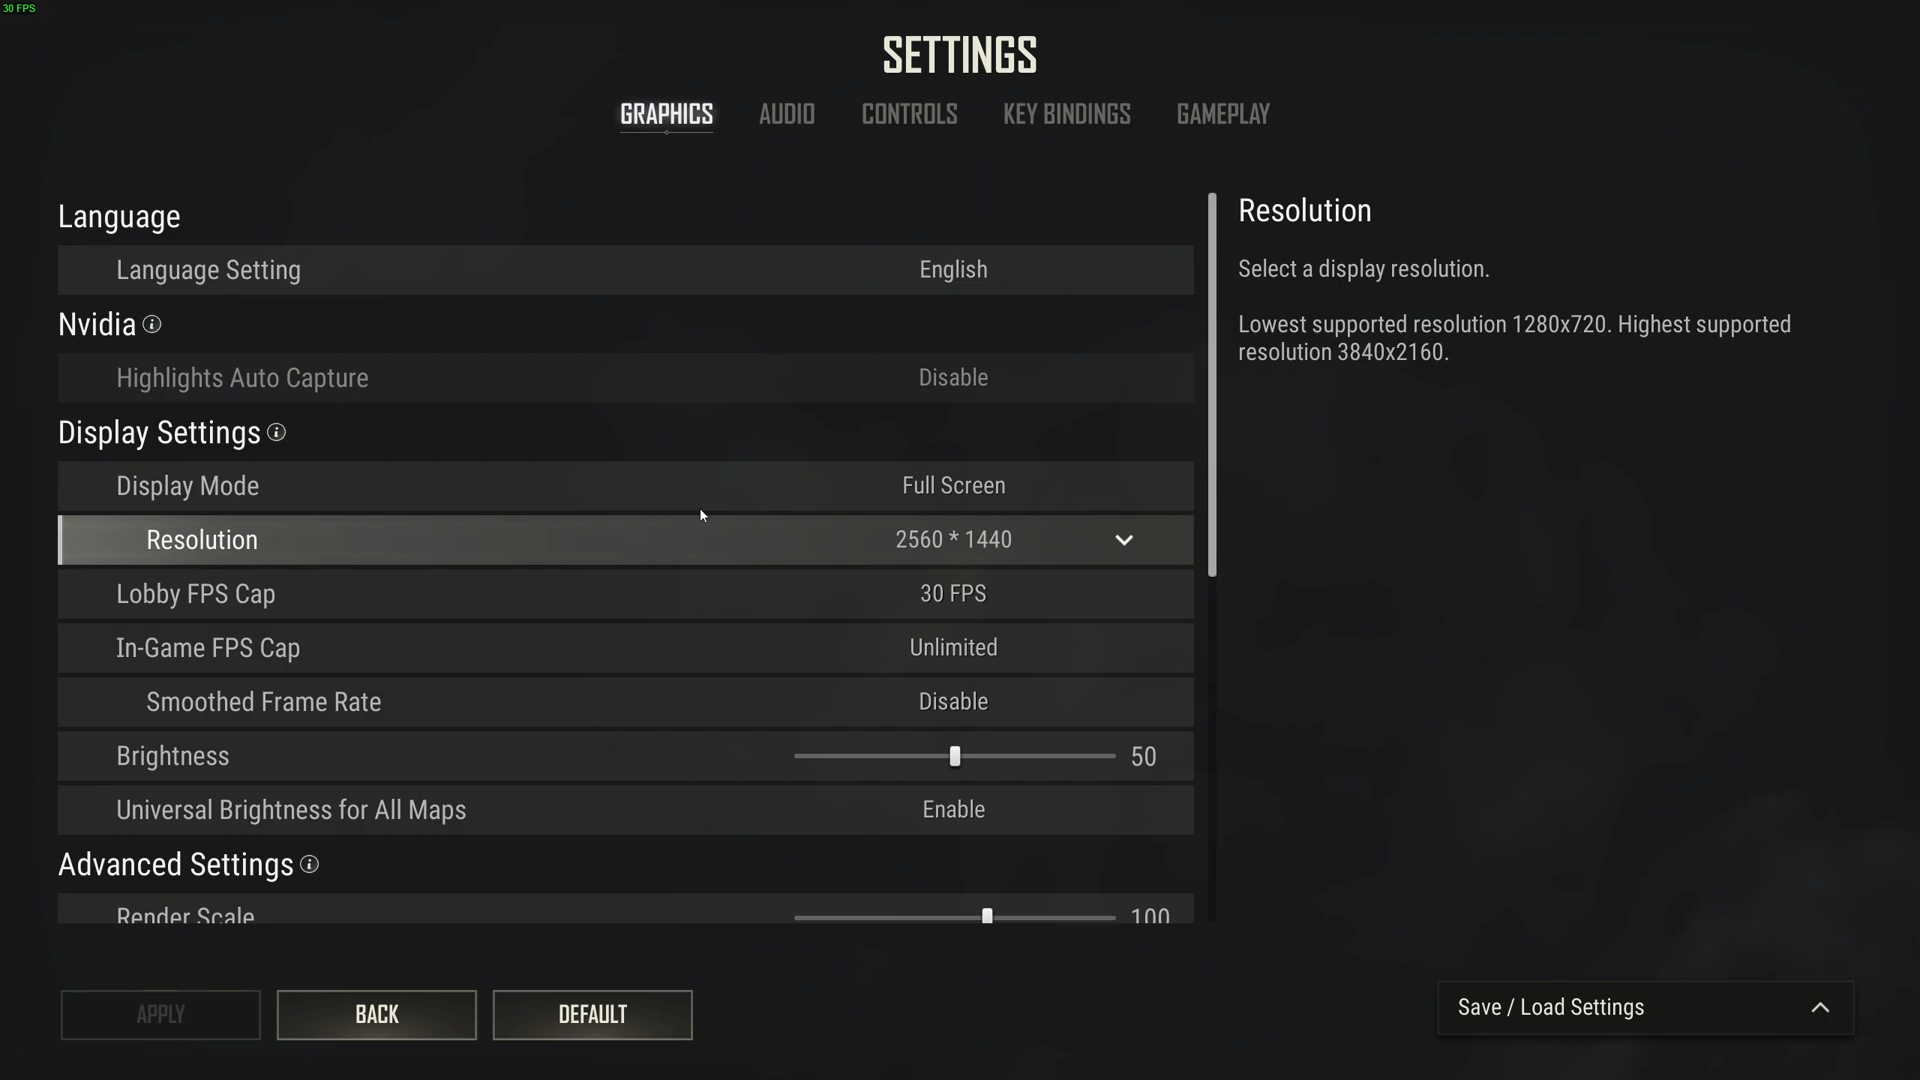 30 FPS
SETTINGS
GRAPHICS AUDIO CONTROLS KEY BINDINGS GAMEPLAY
Language
Language Setting English
Nvidia
Highlights Auto Capture Disable
Display Settings
Display Mode Full Screen
Resolution 2560 * 1440
Lobby FPS Cap 30 FPS
In-Game FPS Cap Unlimited
Smoothed Frame Rate Disable
Brightness 50
Universal Brightness for All Maps Enable
Advanced Settings
Render Scale 100
Resolution
Select a display resolution.
Lowest supported resolution 1280x720. Highest supported
resolution 3840x2160.
APPLY BACK DEFAULT
Save / Load Settings